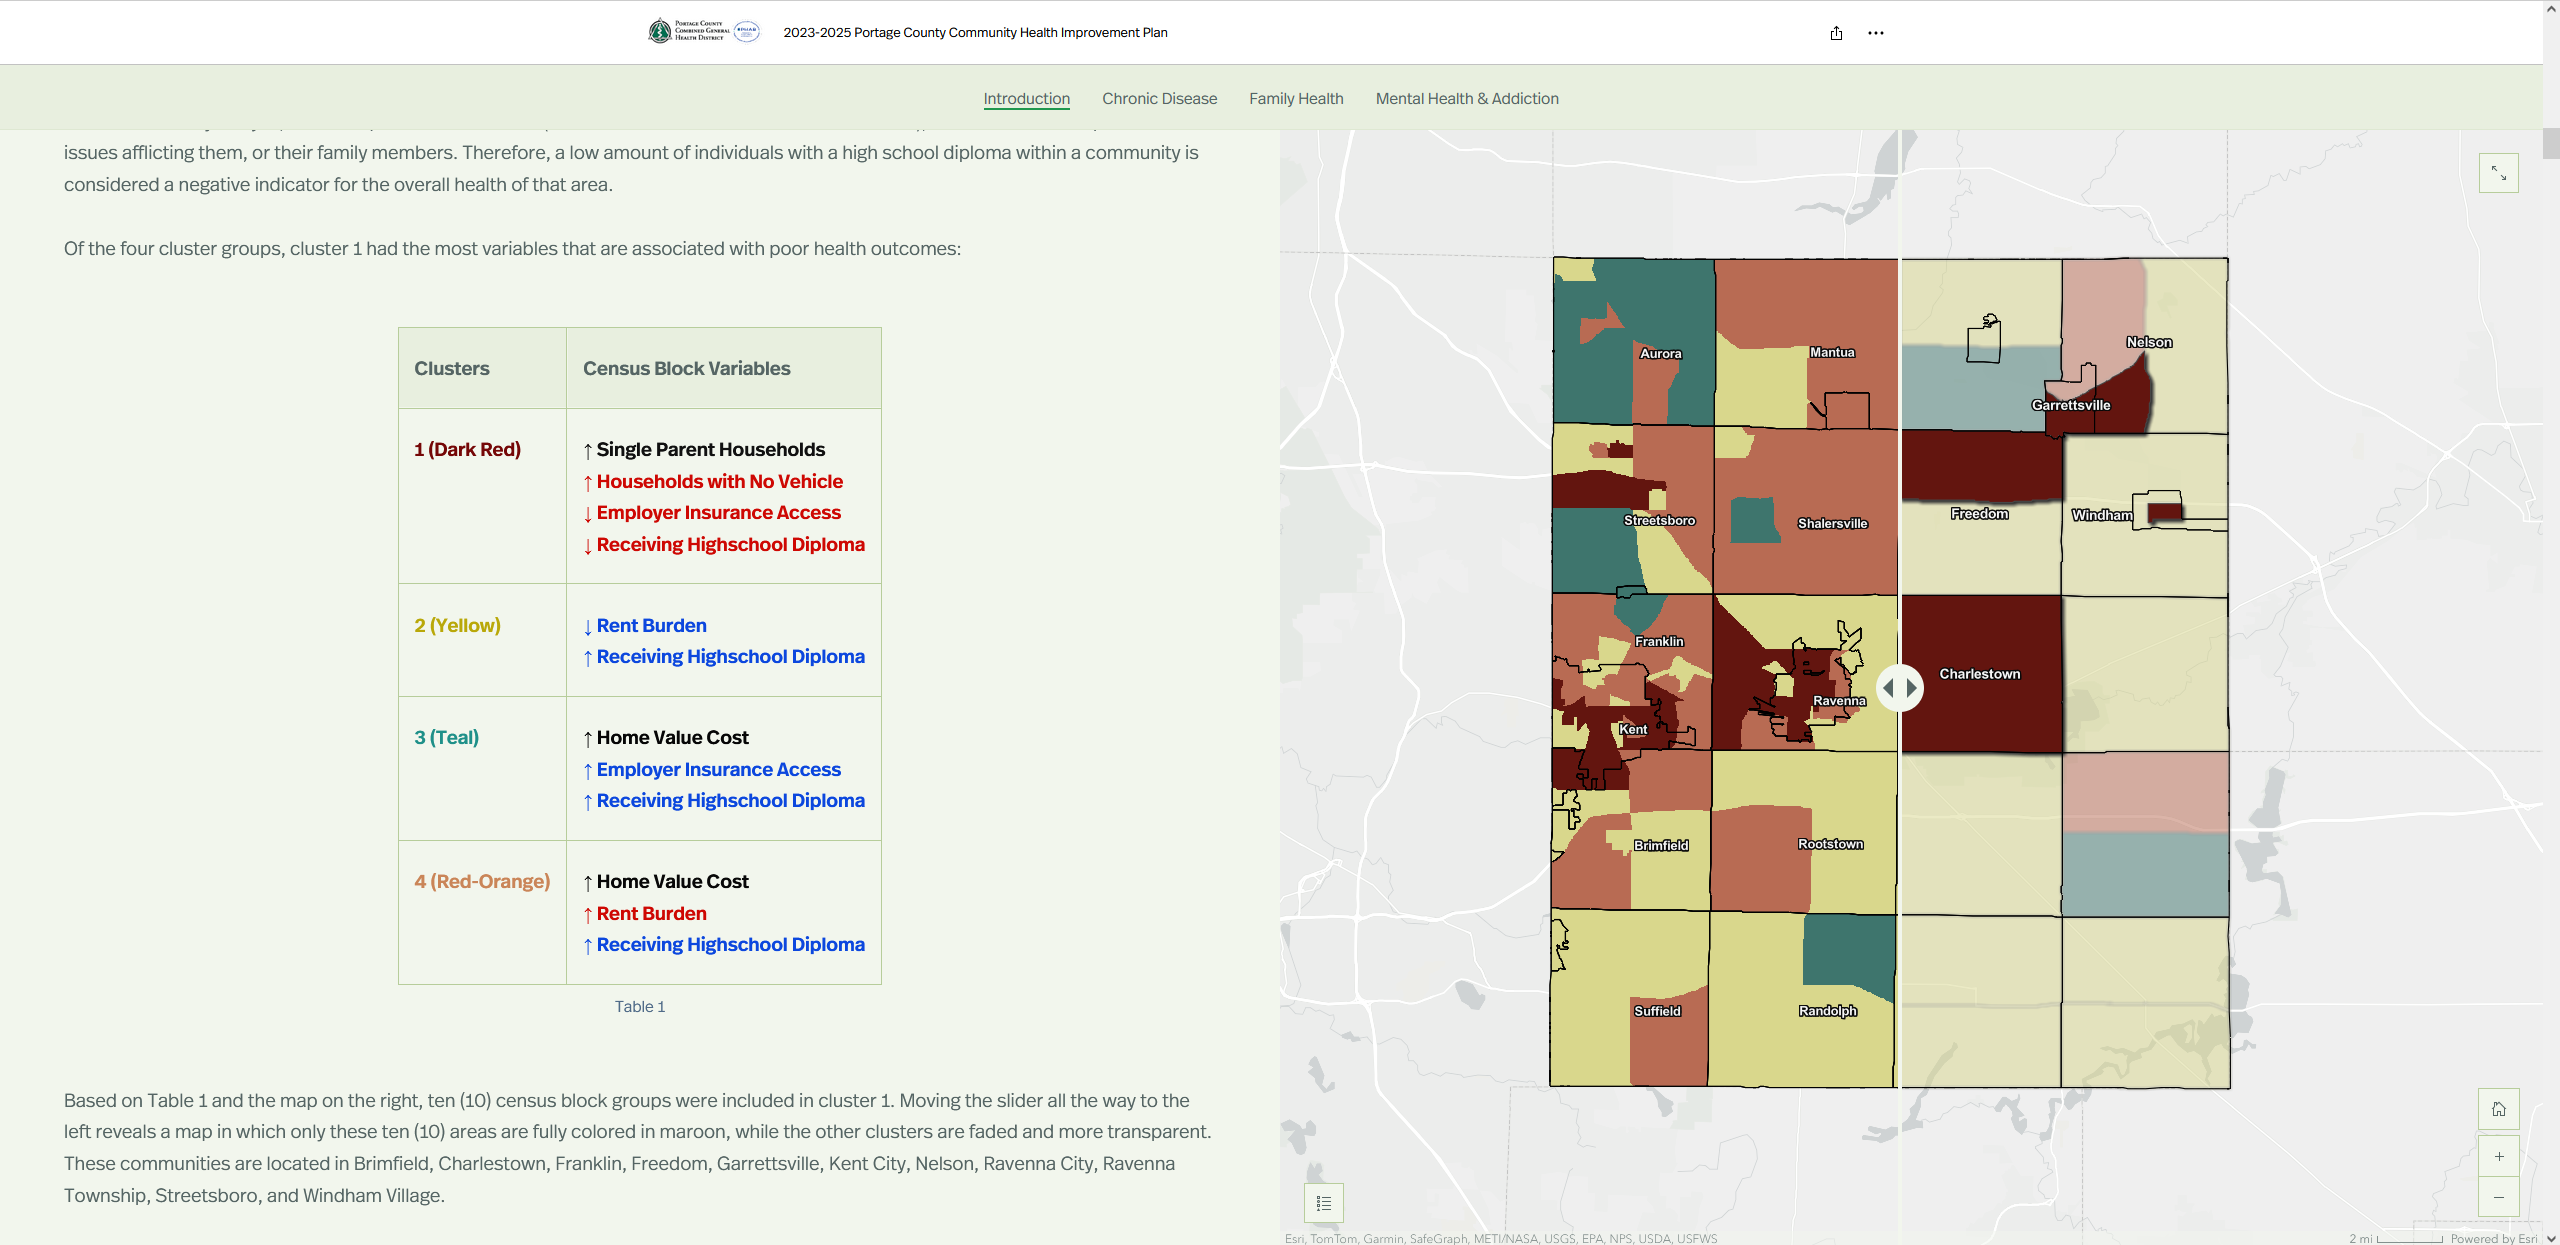 PORTAGE COUNTY
COMBINED GENERAL
HEALTH DISTRICT
PHAB
2023-2025 Portage County Community Health Improvement Plan
Introduction
Chronic Disease
Family Health
Mental Health & Addiction
issues afflicting them, or their family members. Therefore, a low amount of individuals with a high school diploma within a community is
considered a negative indicator for the overall health of that area.
Of the four cluster groups, cluster 1 had the most variables that are associated with poor health outcomes:
Clusters
Census Block Variables
1 (Dark Red)
↑ Single Parent Households
↑ Households with No Vehicle
↓ Employer Insurance Access
↓ Receiving Highschool Diploma
2 (Yellow)
↓ Rent Burden
↑ Receiving Highschool Diploma
3 (Teal)
↑ Home Value Cost
↑ Employer Insurance Access
↑ Receiving Highschool Diploma
4 (Red-Orange)
↑ Home Value Cost
↑ Rent Burden
↑ Receiving Highschool Diploma
Table 1
Based on Table 1 and the map on the right, ten (10) census block groups were included in cluster 1. Moving the slider all the way to the
left reveals a map in which only these ten (10) areas are fully colored in maroon, while the other clusters are faded and more transparent.
These communities are located in Brimfield, Charlestown, Franklin, Freedom, Garrettsville, Kent City, Nelson, Ravenna City, Ravenna
Township, Streetsboro, and Windham Village.
Aurora
Mantua
Nelson
Garrettsville
Streetsboro
Shalersville
Freedom
Windham
Franklin
Kent
Ravenna
Charlestown
Brimfield
Rootstown
Suffield
Randolph
Esri, TomTom, Garmin, SafeGraph, METI/NASA, USGS, EPA, NPS, USDA, USFWS
2 mi
Powered by Esri